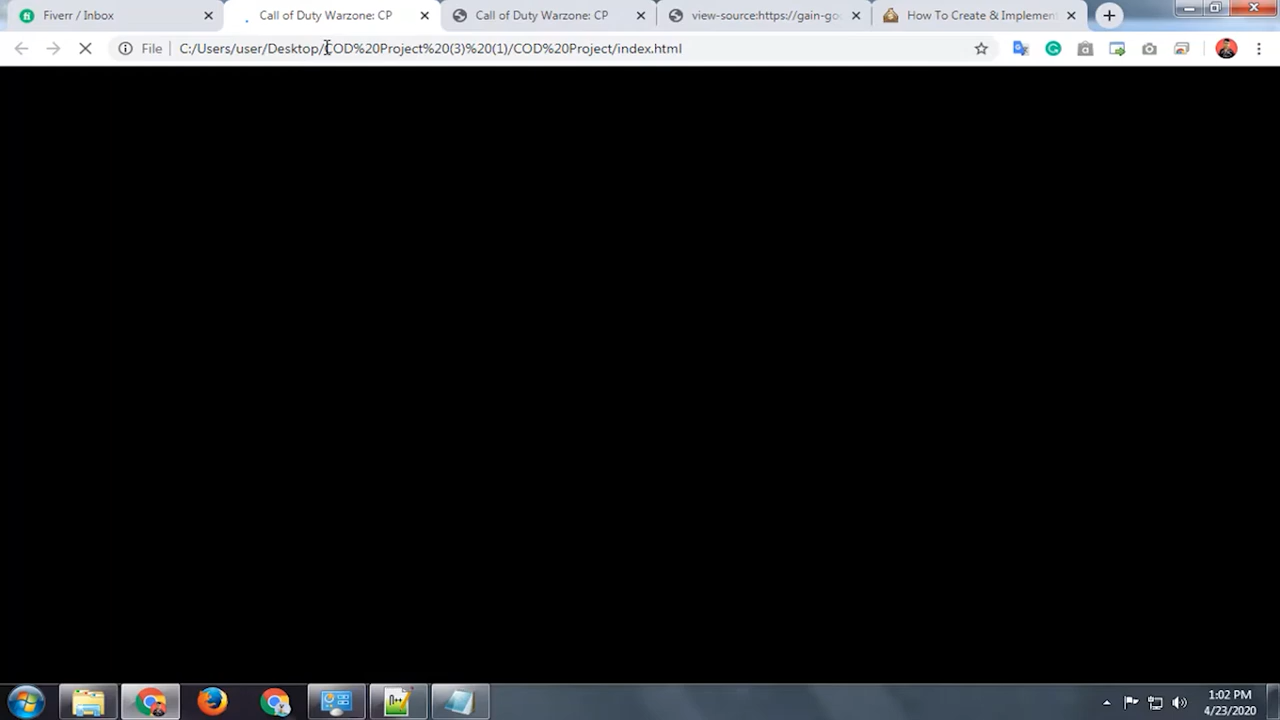 Fiverr / Inbox
Call of Duty Warzone: CP
Call of Duty Warzone: CP
view-source:https://gain-go
How To Create & Implemen
File
C:/Users/user/Desktop/COD%20Project%20(3)%20(1)/COD%20Project/index.html
1:02 PM
4/23/2020